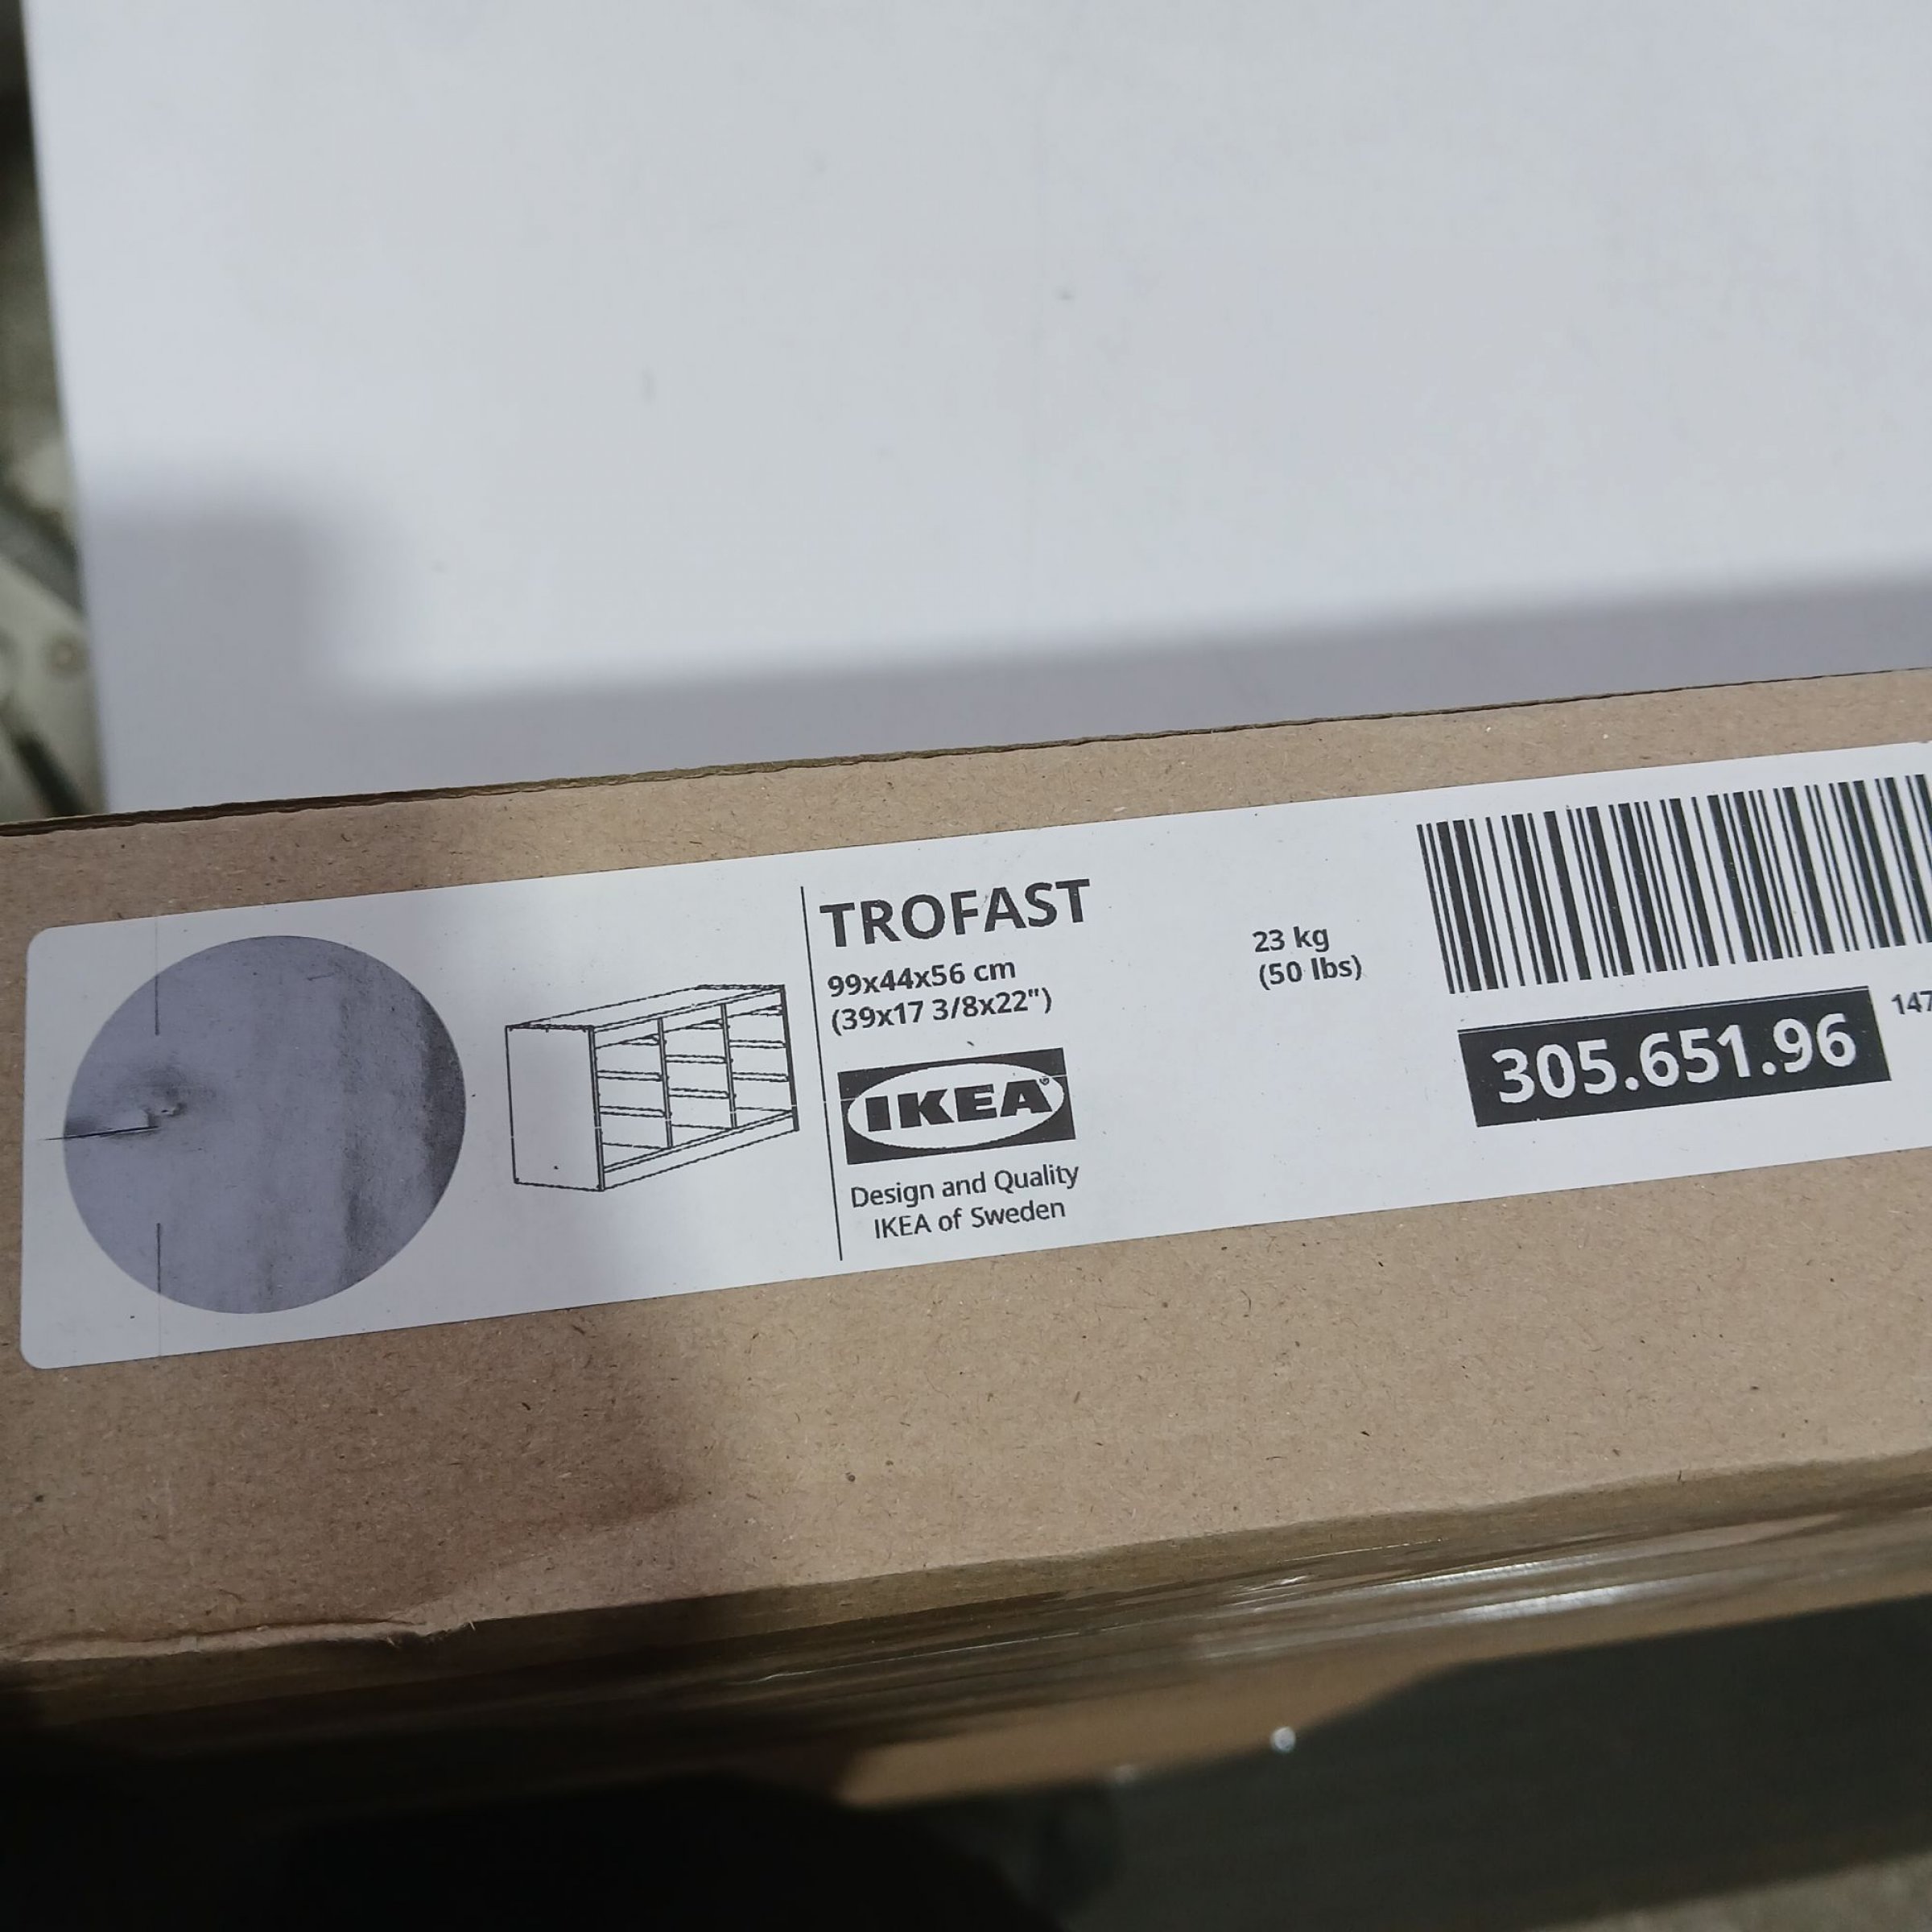 TROFAST
99x44x56 cm
(39x17 3/8x22")
IKEA®
Design and Quality
IKEA of Sweden
23 kg
(50 lbs)
305.651.96
147